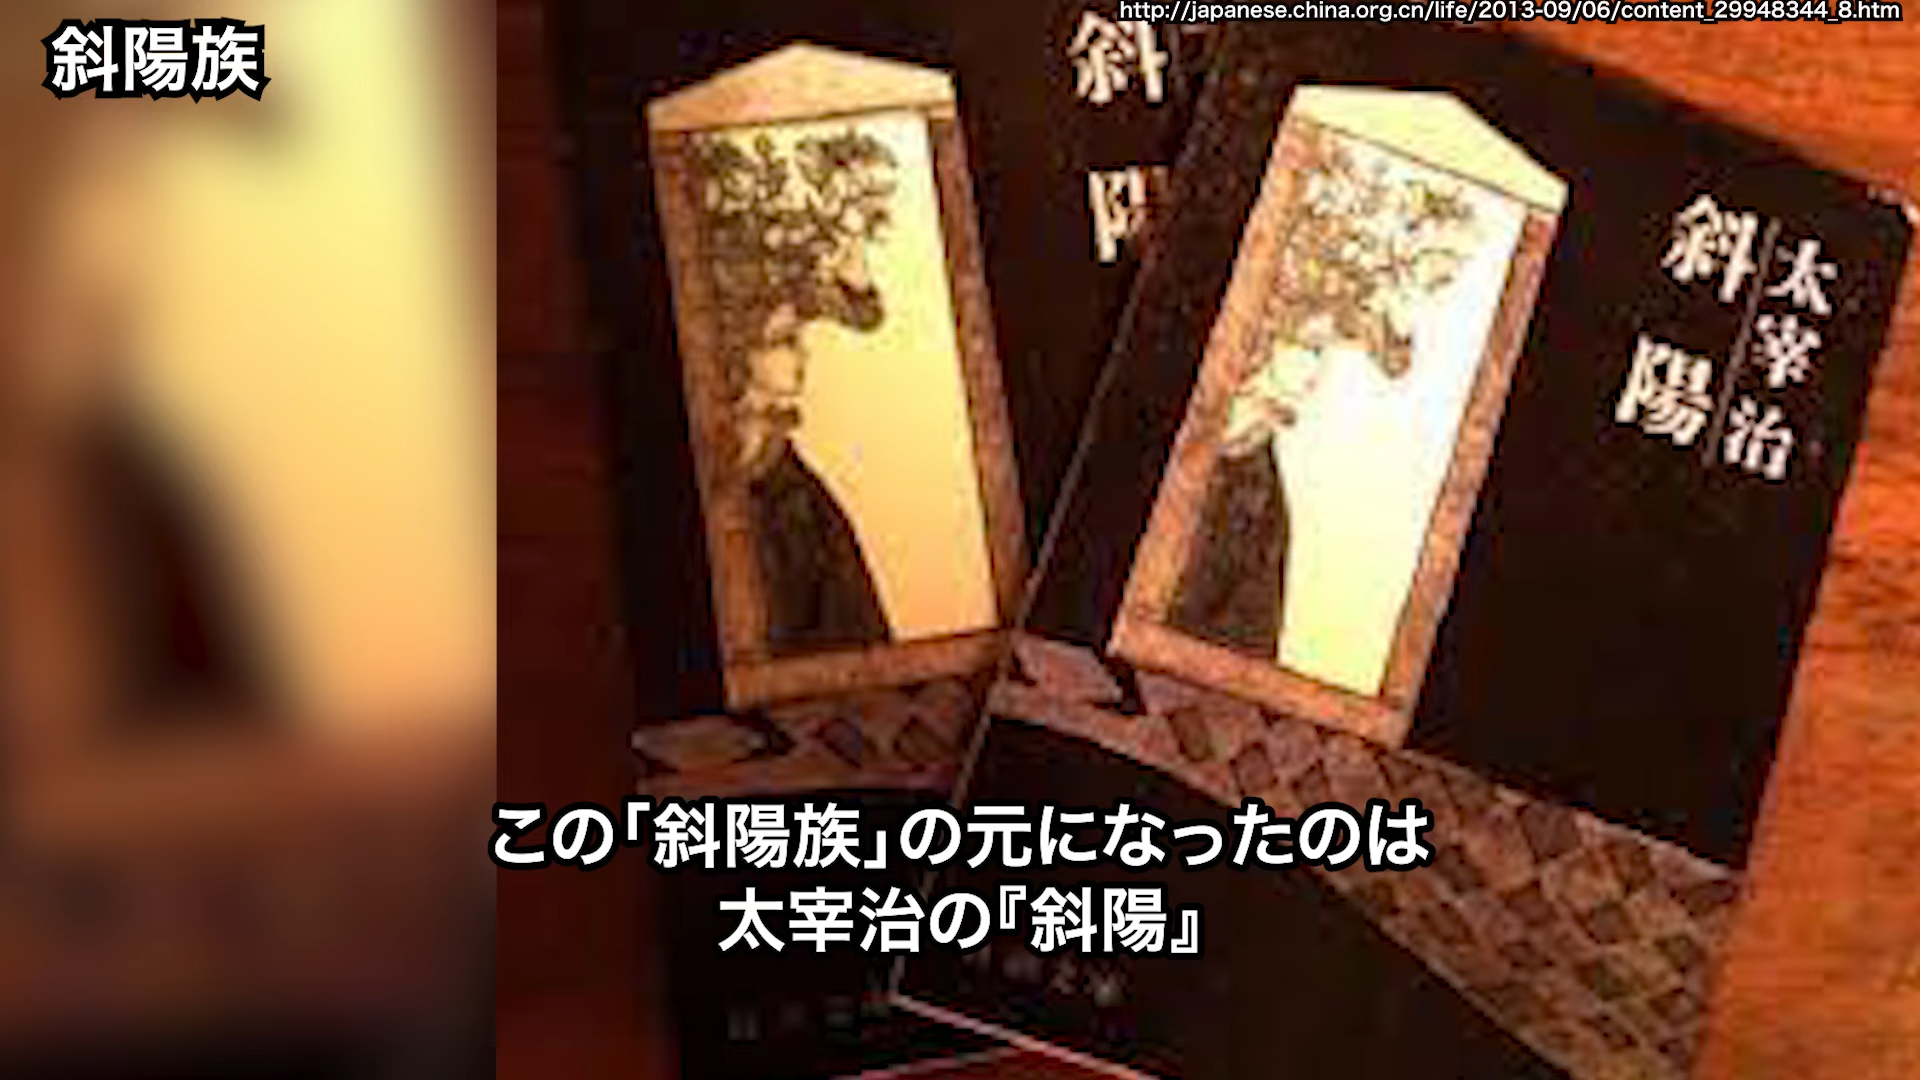 http://japanese.china.org.cn/life/2013-09/06/content_29948344_8.htm
斜陽族
斜陽
太宰治
斜陽
この「斜陽族」の元になったのは
太宰治の『斜陽』